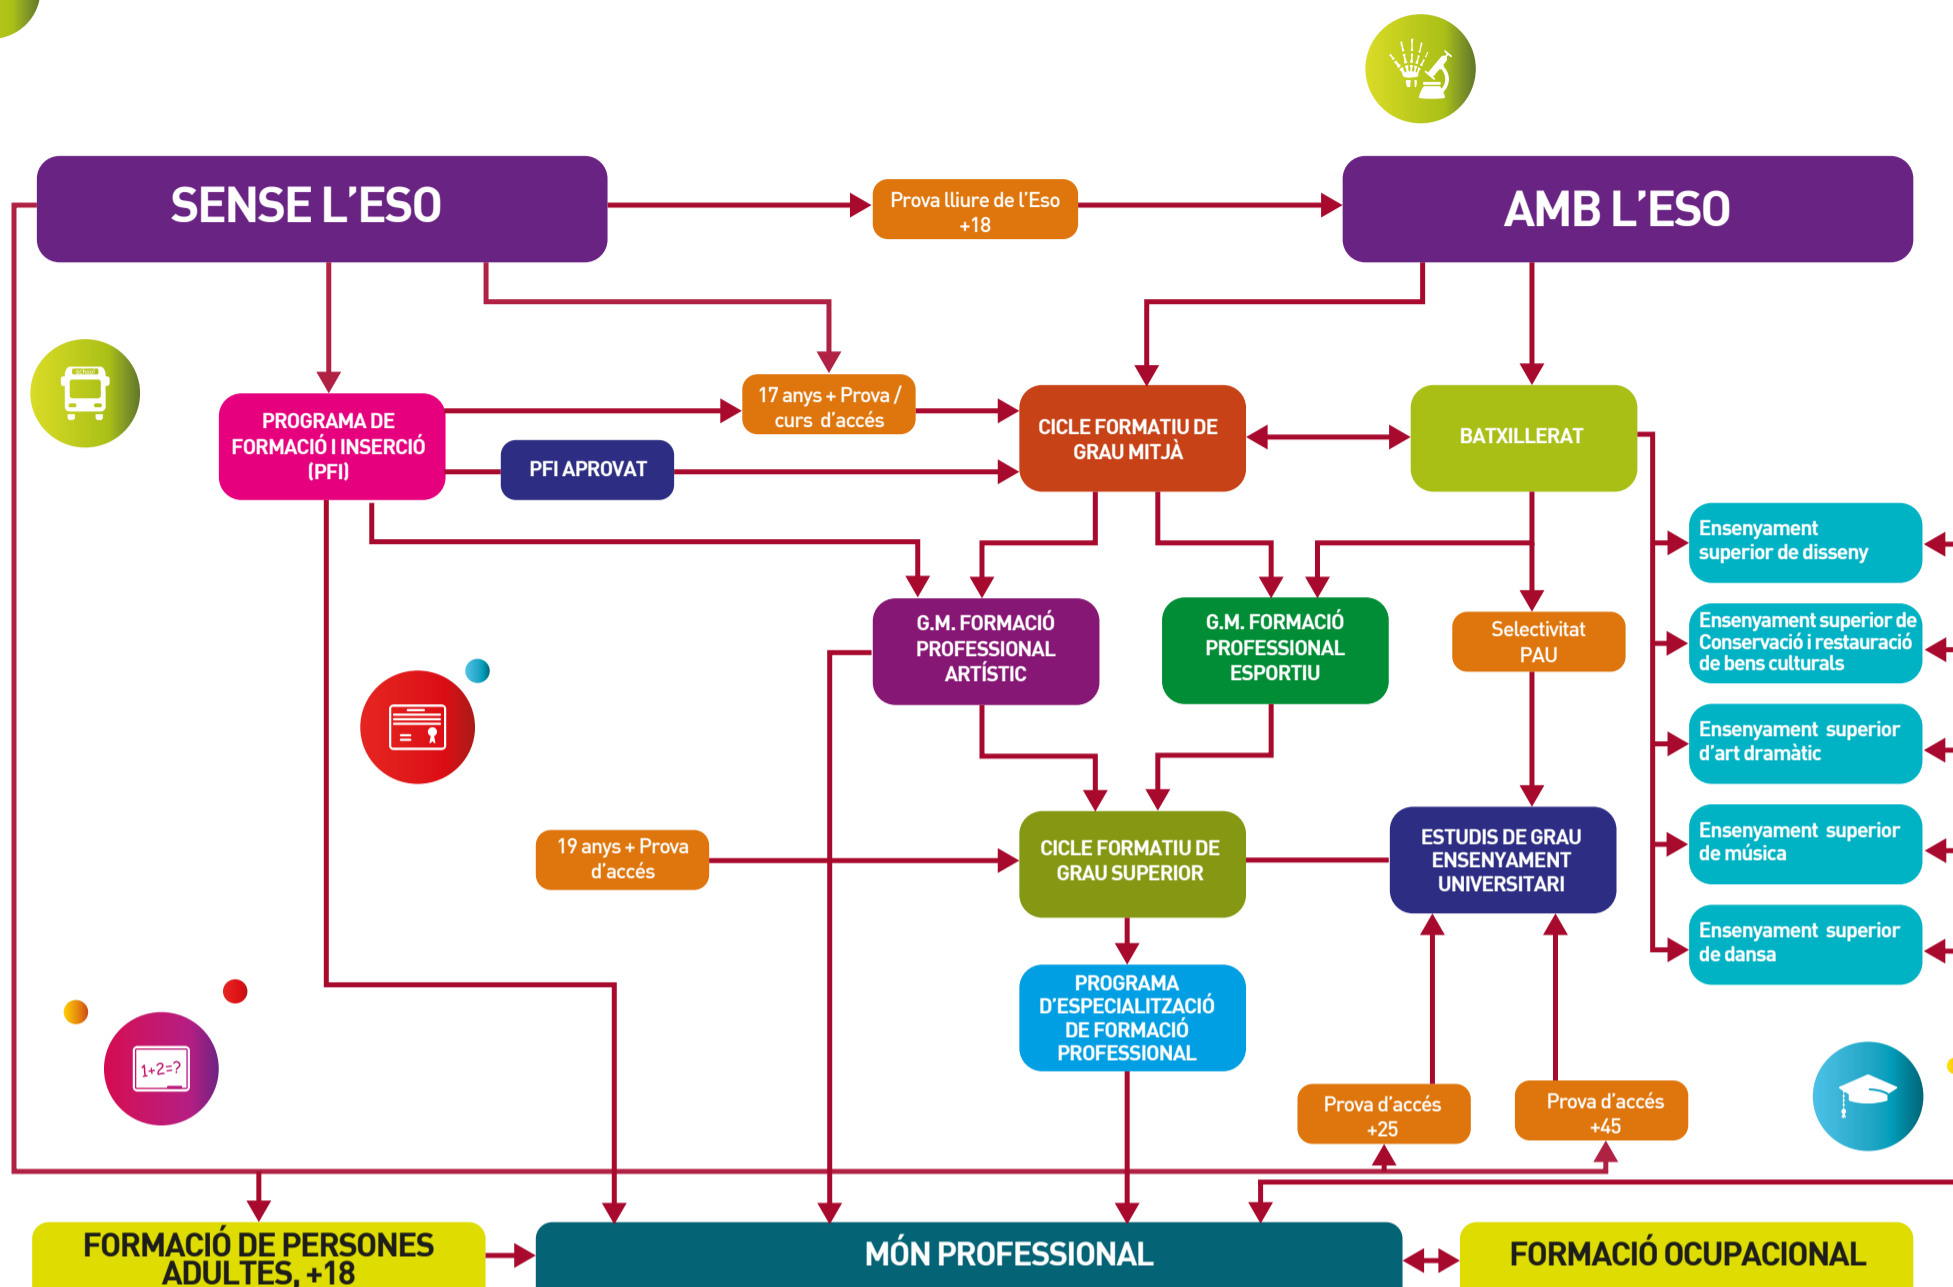 SENSE L'ESO
Prova lliure de l'Eso
+18
AMB L'ESO
school
PROGRAMA DE
FORMACIÓ I INSERCIÓ
(PFI)
17 anys + Prova /
curs d'accés
PFI APROVAT
CICLE FORMATIU DE
GRAU MITJÀ
BATXILLERAT
Ensenyament
superior de disseny
Ensenyament superior de
Conservació i restauració
de bens culturals
Ensenyament superior
d'art dramàtic
Ensenyament superior
de música
Ensenyament superior
de dansa
G.M. FORMACIÓ
PROFESSIONAL
ARTÍSTIC
G.M. FORMACIÓ
PROFESSIONAL
ESPORTIU
Selectivitat
PAU
19 anys + Prova
d'accés
CICLE FORMATIU DE
GRAU SUPERIOR
ESTUDIS DE GRAU
ENSENYAMENT
UNIVERSITARI
PROGRAMA
D'ESPECIALITZACIÓ
DE FORMACIÓ
PROFESSIONAL
1+2=?
Prova d'accés
+25
Prova d'accés
+45
FORMACIÓ DE PERSONES
ADULTES, +18
MÓN PROFESSIONAL
FORMACIÓ OCUPACIONAL